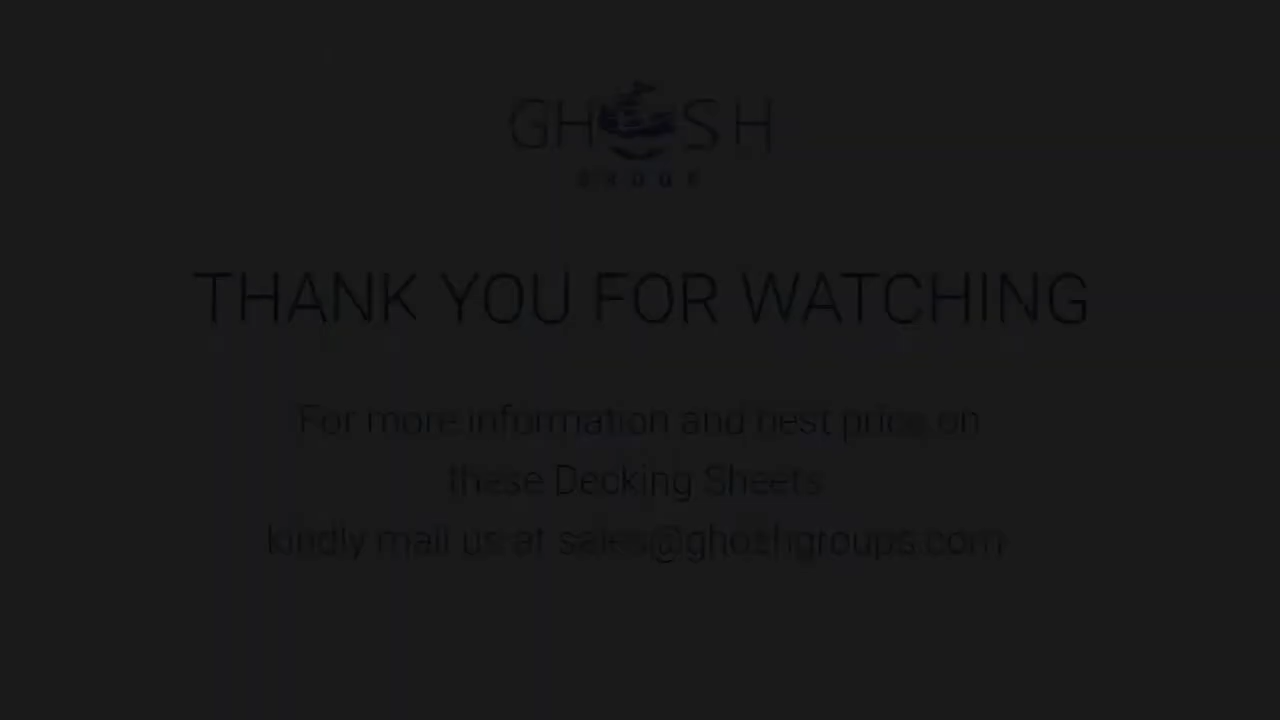 GHOSH
GROUP
THANK YOU FOR WATCHING
For more information and best price on
these Decking Sheets
kindly mail us at sales@ghoshgroups.com